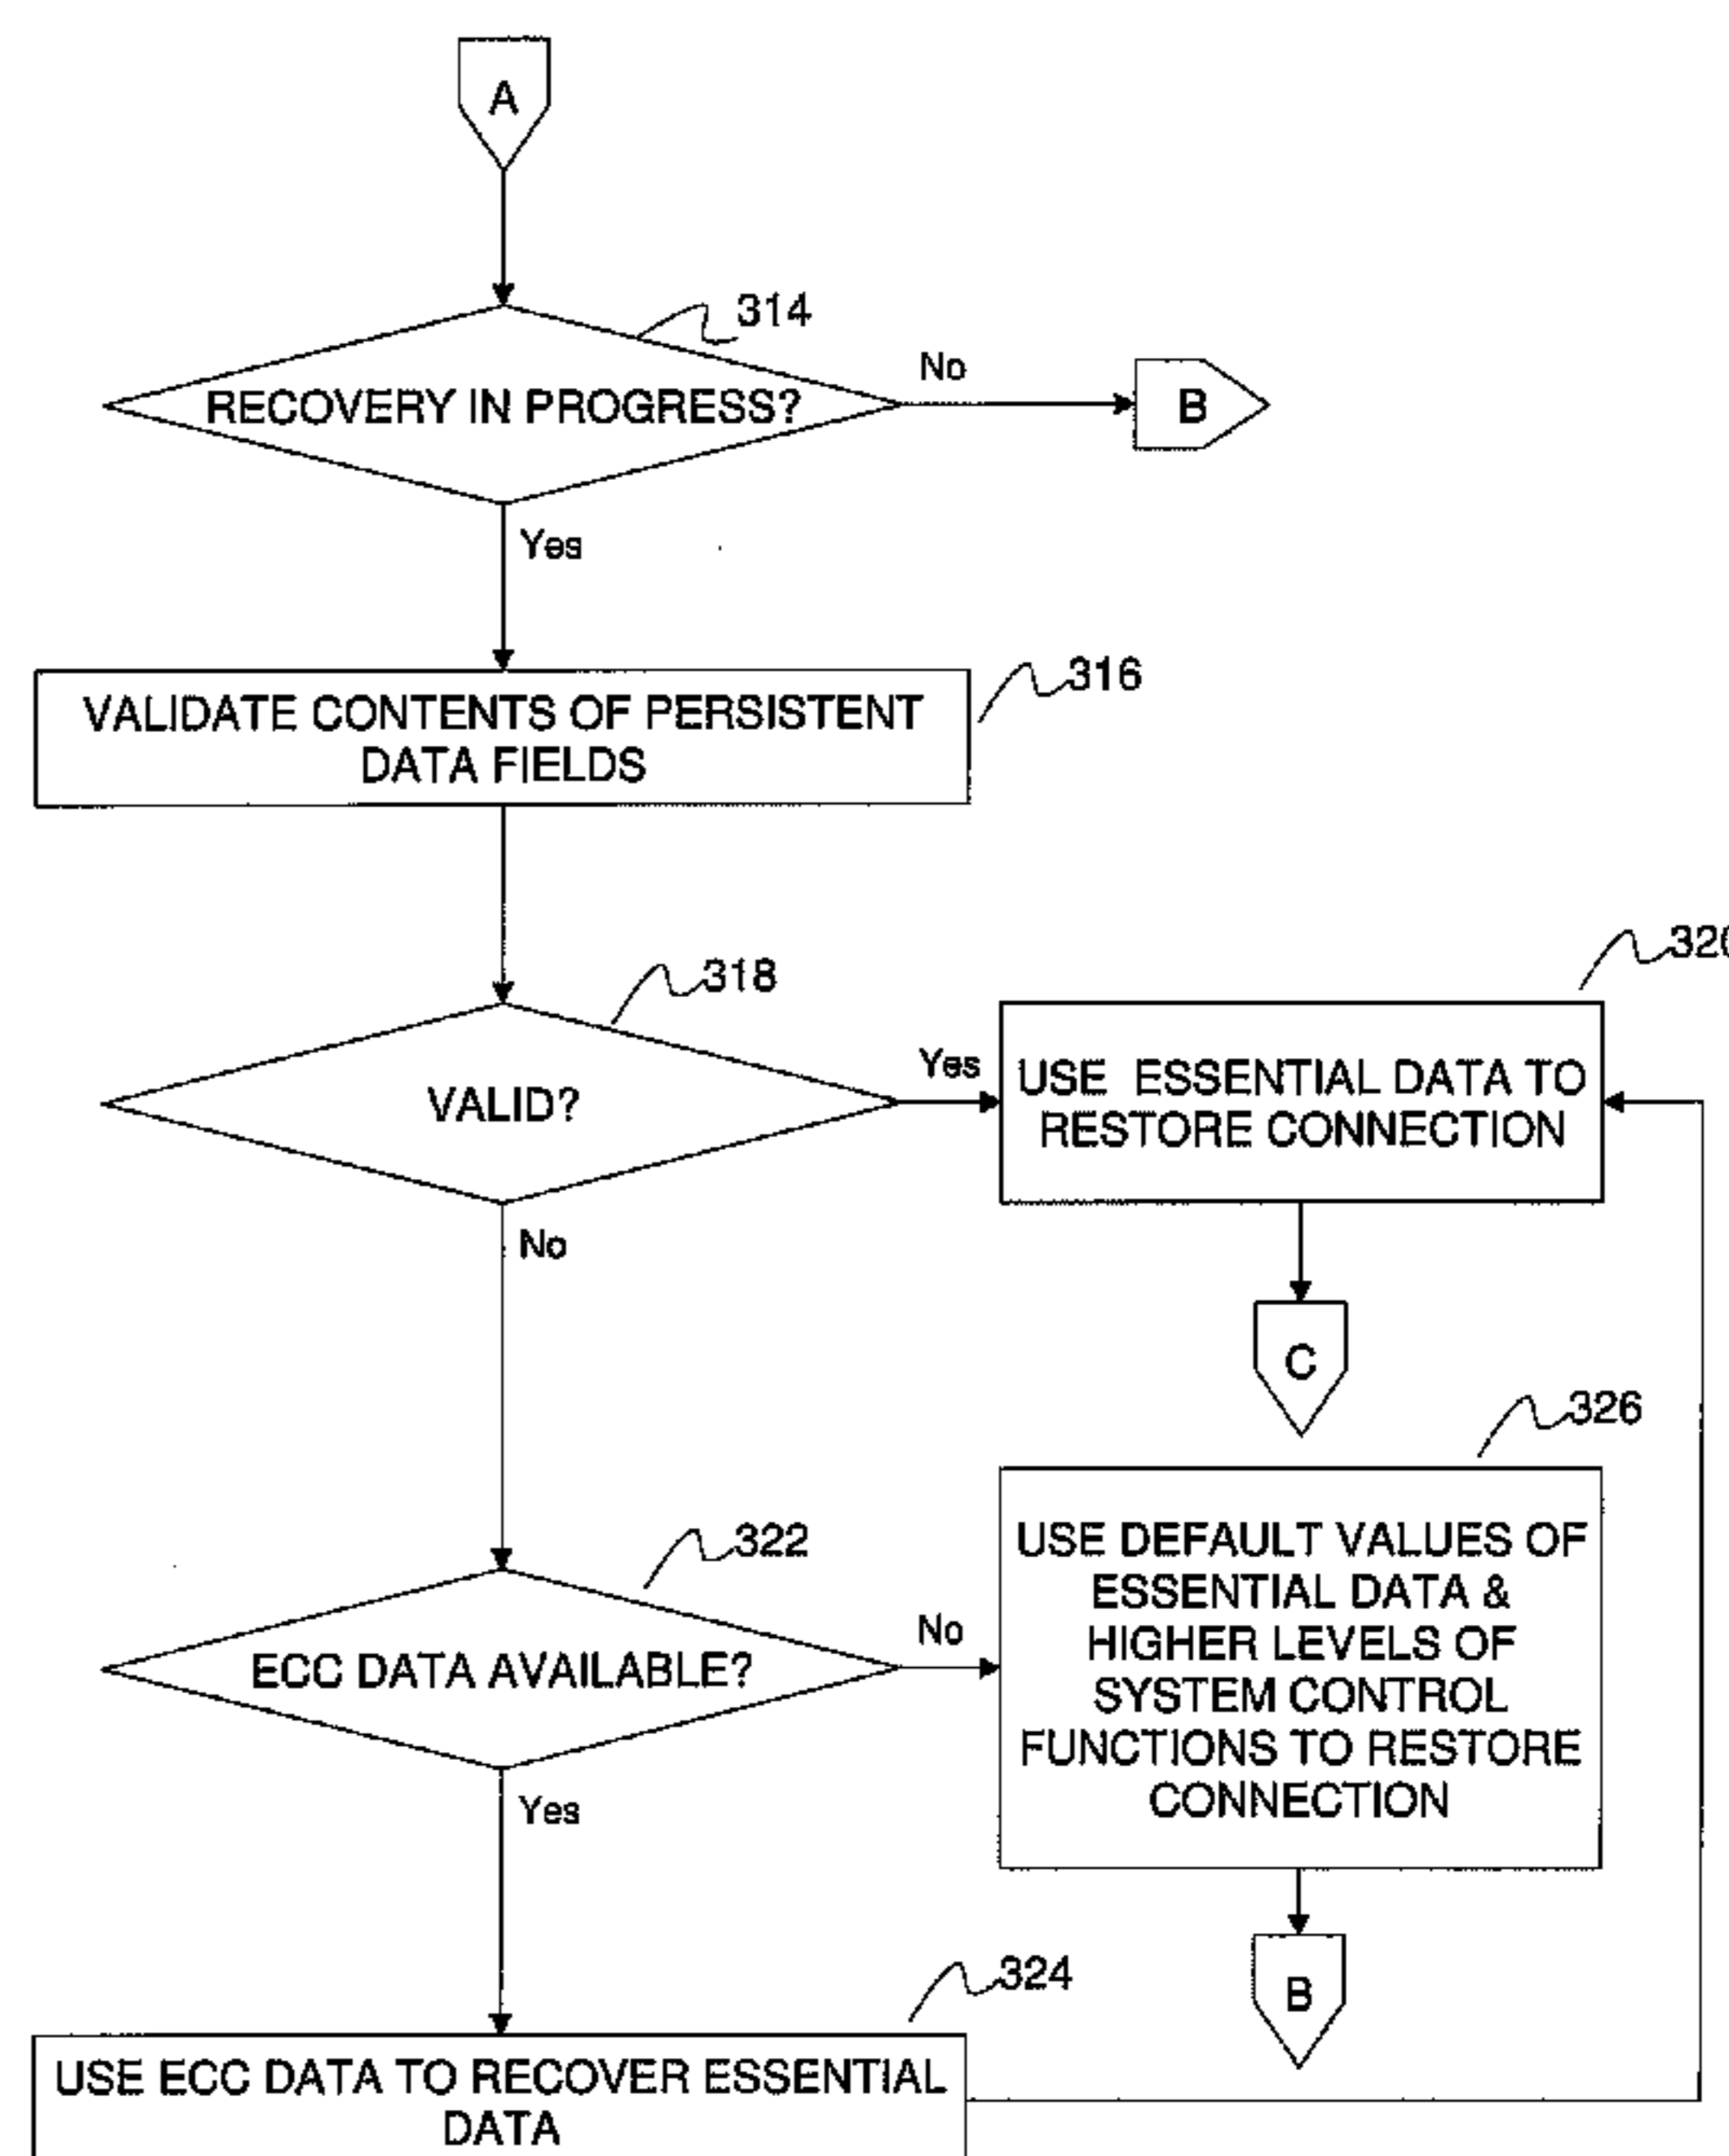 A
314
RECOVERY IN PROGRESS?
No
B
Yes
316
VALIDATE CONTENTS OF PERSISTENT
DATA FIELDS
318
VALID?
Yes
320
USE ESSENTIAL DATA TO
RESTORE CONNECTION
No
C
326
322
ECC DATA AVAILABLE?
No
USE DEFAULT VALUES OF
ESSENTIAL DATA &
HIGHER LEVELS OF
SYSTEM CONTROL
FUNCTIONS TO RESTORE
CONNECTION
Yes
B
324
USE ECC DATA TO RECOVER ESSENTIAL
DATA